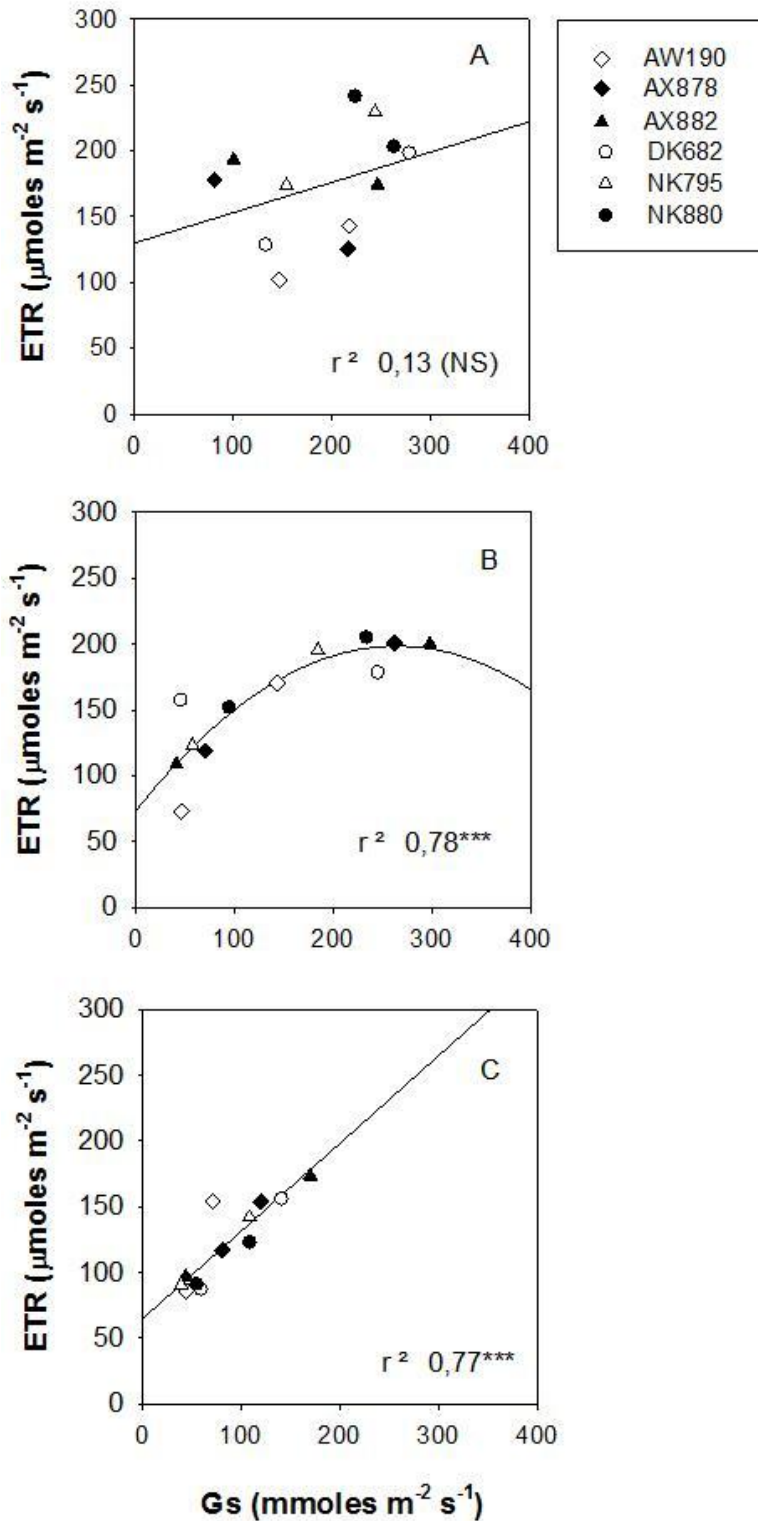 300
250
200
150
100
50
0
ETR (µmoles m⁻² s⁻¹)
A
r ² 0,13 (NS)
0 100 200 300 400
AW190
AX878
AX882
DK682
NK795
NK880
300
250
200
150
100
50
0
ETR (µmoles m⁻² s⁻¹)
B
r ² 0,78***
0 100 200 300 400
300
250
200
150
100
50
0
ETR (µmoles m⁻² s⁻¹)
C
r ² 0,77***
0 100 200 300 400
Gs (mmoles m⁻² s⁻¹)